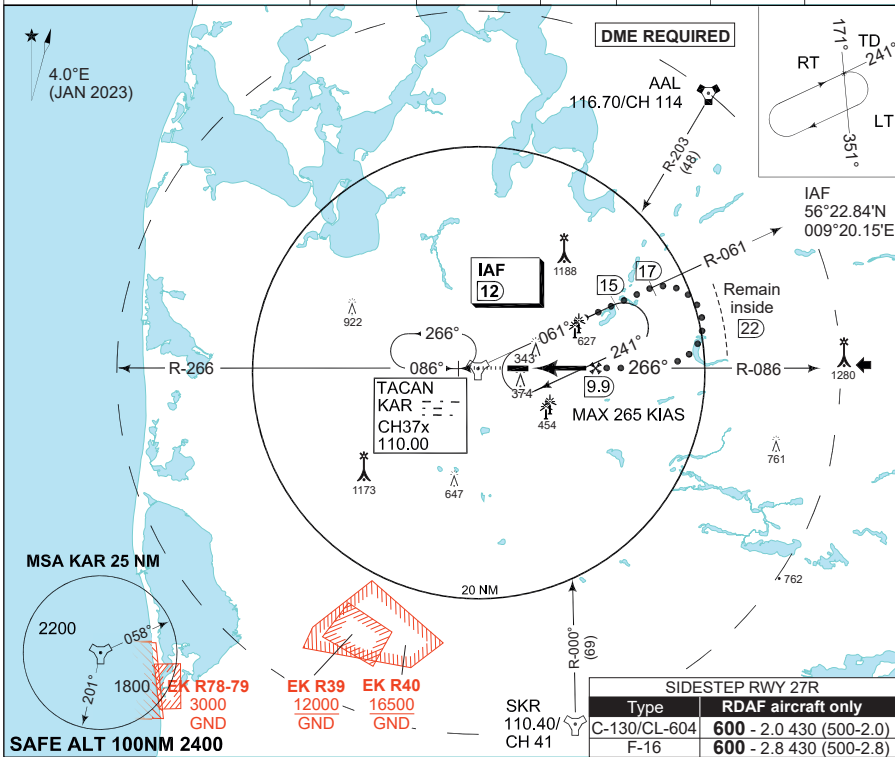 DME REQUIRED
4.0°E
(JAN 2023)
AAL
116.70/CH 114
R-203
(48)
171°
TD
241°
RT
LT
351°
IAF
56°22.84'N
009°20.15'E
R-061
IAF
12
1188
15
17
Remain
inside
22
922
266°
061°
627
343
241°
R-266
086°
374
9.9
266°
R-086
1280
TACAN
KAR
CH37x
110.00
454
MAX 265 KIAS
761
1173
647
762
MSA KAR 25 NM
20 NM
2200
058°
201°
1800
EK R78-79
3000
GND
EK R39
12000
GND
EK R40
16500
GND
R-000°
(69)
SKR
110.40/
CH 41
SAFE ALT 100NM 2400
SIDESTEP RWY 27R
Type RDAF aircraft only
C-130/CL-604 600 - 2.0 430 (500-2.0)
F-16 600 - 2.8 430 (500-2.8)